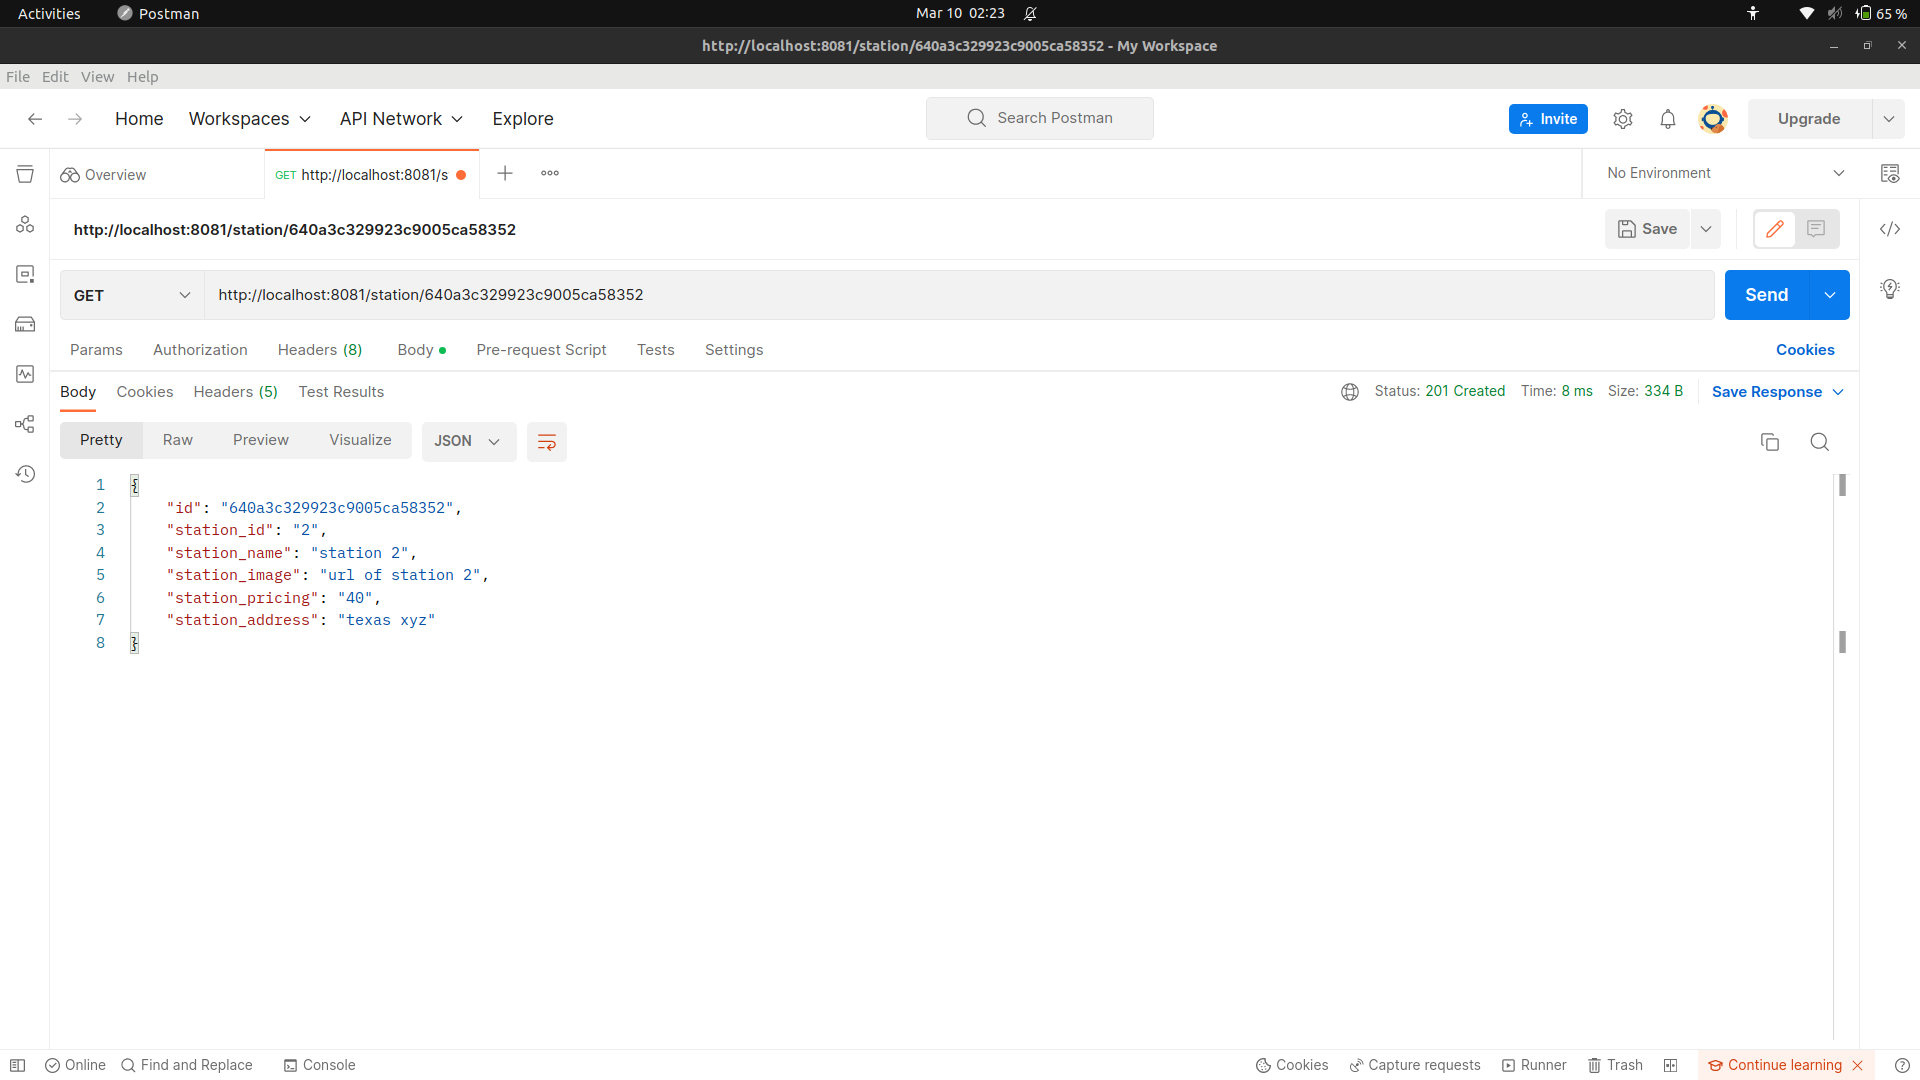 Activities Postman Mar 10 02:23 65 %
http://localhost:8081/station/640a3c329923c9005ca58352 - My Workspace
File Edit View Help
Home Workspaces API Network Explore Search Postman Invite Upgrade
Overview GET http://localhost:8081/s No Environment
http://localhost:8081/station/640a3c329923c9005ca58352 Save
GET http://localhost:8081/station/640a3c329923c9005ca58352 Send
Params Authorization Headers (8) Body Pre-request Script Tests Settings Cookies
Body Cookies Headers (5) Test Results Status: 201 Created Time: 8 ms Size: 334 B Save Response
Pretty Raw Preview Visualize JSON
1 {
2 "id": "640a3c329923c9005ca58352",
3 "station_id": "2",
4 "station_name": "station 2",
5 "station_image": "url of station 2",
6 "station_pricing": "40",
7 "station_address": "texas xyz"
8 }
Online Find and Replace Console Cookies Capture requests Runner Trash Continue learning